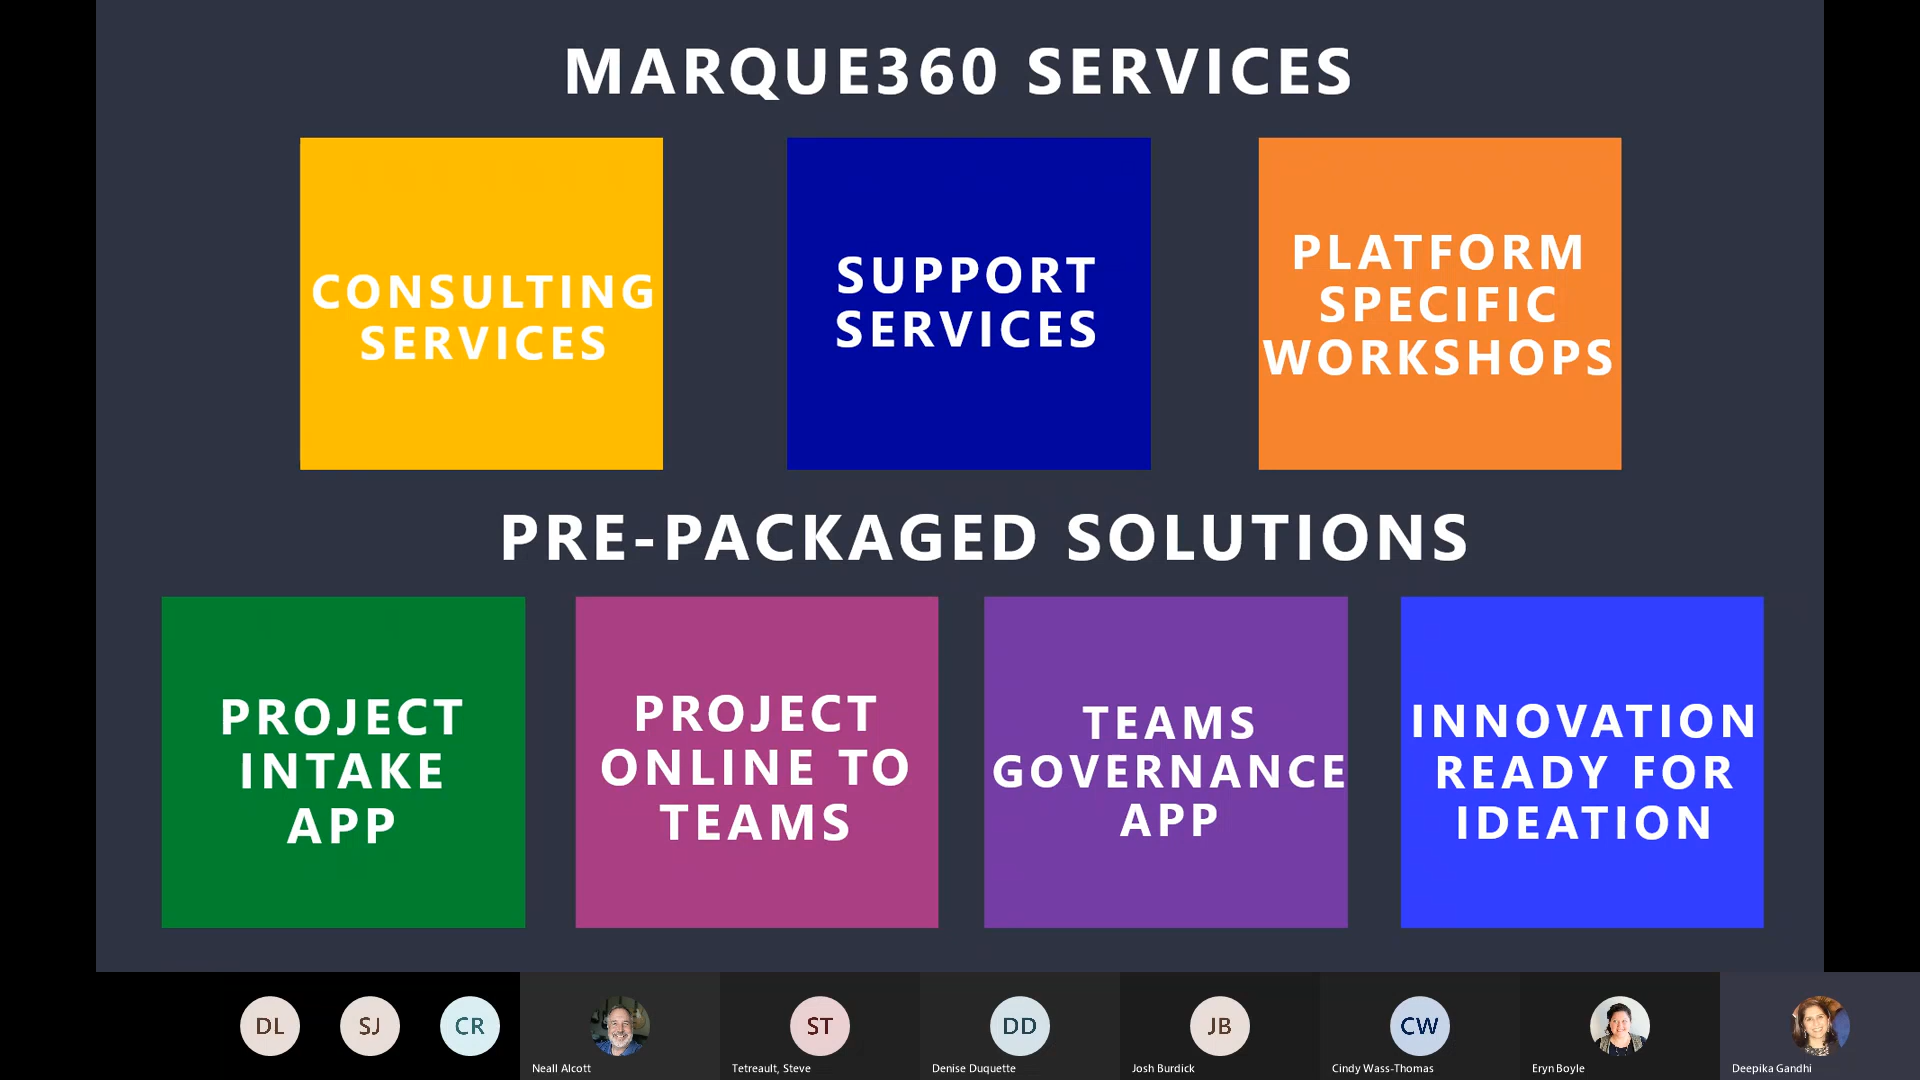 MARQUE360 SERVICES
CONSULTING
SERVICES
SUPPORT
SERVICES
PLATFORM
SPECIFIC
WORKSHOPS
PRE-PACKAGED SOLUTIONS
PROJECT
INTAKE
APP
PROJECT
ONLINE TO
TEAMS
TEAMS
GOVERNANCE
APP
INNOVATION
READY FOR
IDEATION
DL
SJ
CR
Neall Alcott
ST
Tetreault, Steve
DD
Denise Duquette
JB
Josh Burdick
CW
Cindy Wass-Thomas
Eryn Boyle
Deepika Gandhi